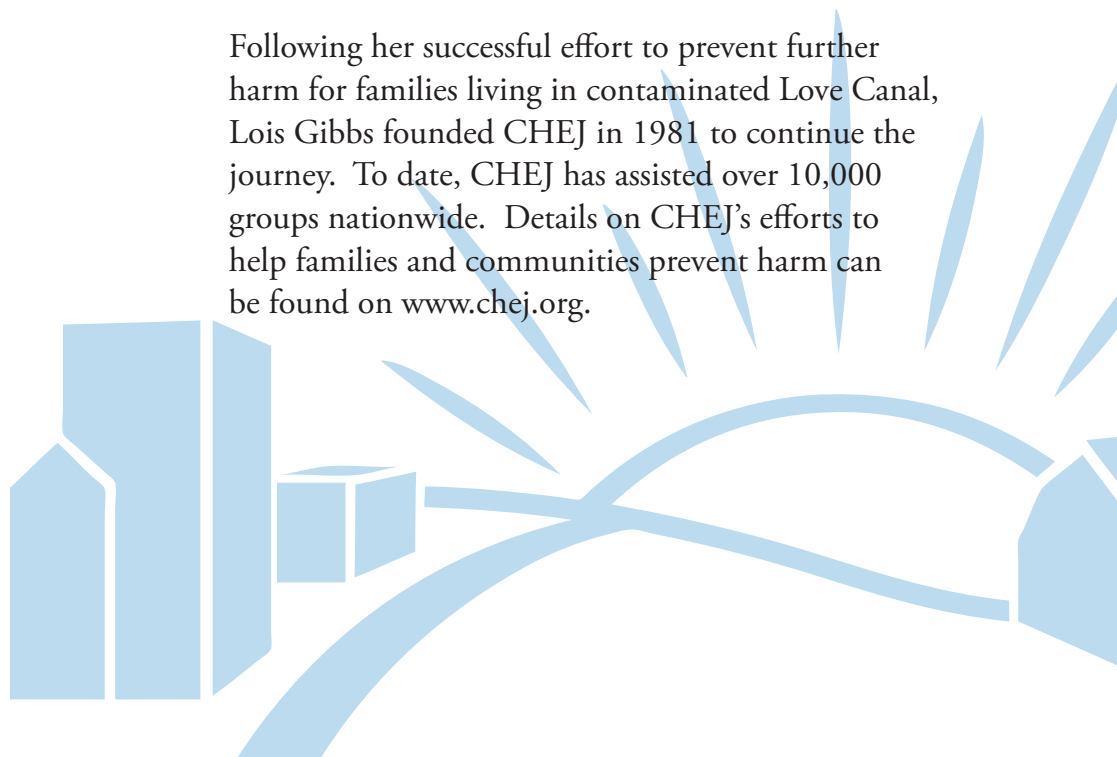 Following her successful effort to prevent further
harm for families living in contaminated Love Canal,
Lois Gibbs founded CHEJ in 1981 to continue the
journey.  To date, CHEJ has assisted over 10,000
groups nationwide.  Details on CHEJ’s efforts to
help families and communities prevent harm can
be found on www.chej.org.